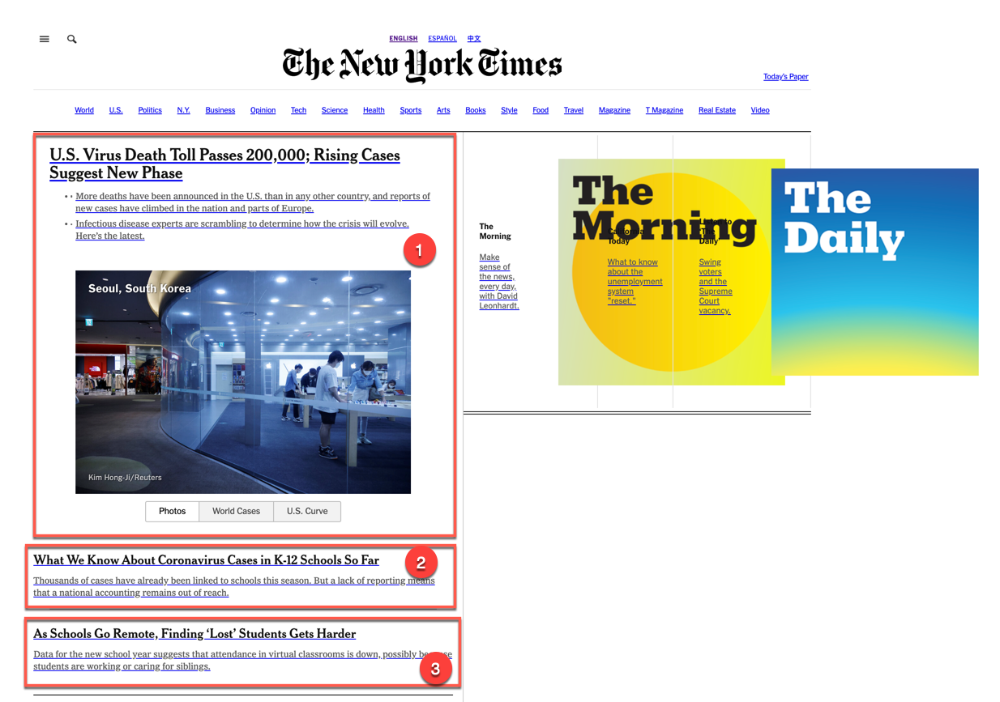 ENGLISH ESPAÑOL 中文
The New York Times
Today's Paper
World U.S. Politics N.Y. Business Opinion Tech Science Health Sports Arts Books Style Food Travel Magazine T Magazine Real Estate Video
U.S. Virus Death Toll Passes 200,000; Rising Cases
Suggest New Phase
More deaths have been announced in the U.S. than in any other country, and reports of
new cases have climbed in the nation and parts of Europe.
Infectious disease experts are scrambling to determine how the crisis will evolve.
Here's the latest.
1
Seoul, South Korea
Kim Hong-Ji/Reuters
Photos World Cases U.S. Curve
What We Know About Coronavirus Cases in K-12 Schools So Far
2
Thousands of cases have already been linked to schools this season. But a lack of reporting means
that a national accounting remains out of reach.
As Schools Go Remote, Finding ‘Lost’ Students Gets Harder
Data for the new school year suggests that attendance in virtual classrooms is down, possibly
students are working or caring for siblings.
3
The
Morning
Make
sense of
the news,
every day,
with David
Leonhardt.
The
Morning
California
Today
What to know
about the
unemployment
system
"reset."
Listen to
'The
Daily'
Swing
voters
and the
Supreme
Court
vacancy.
The
Daily